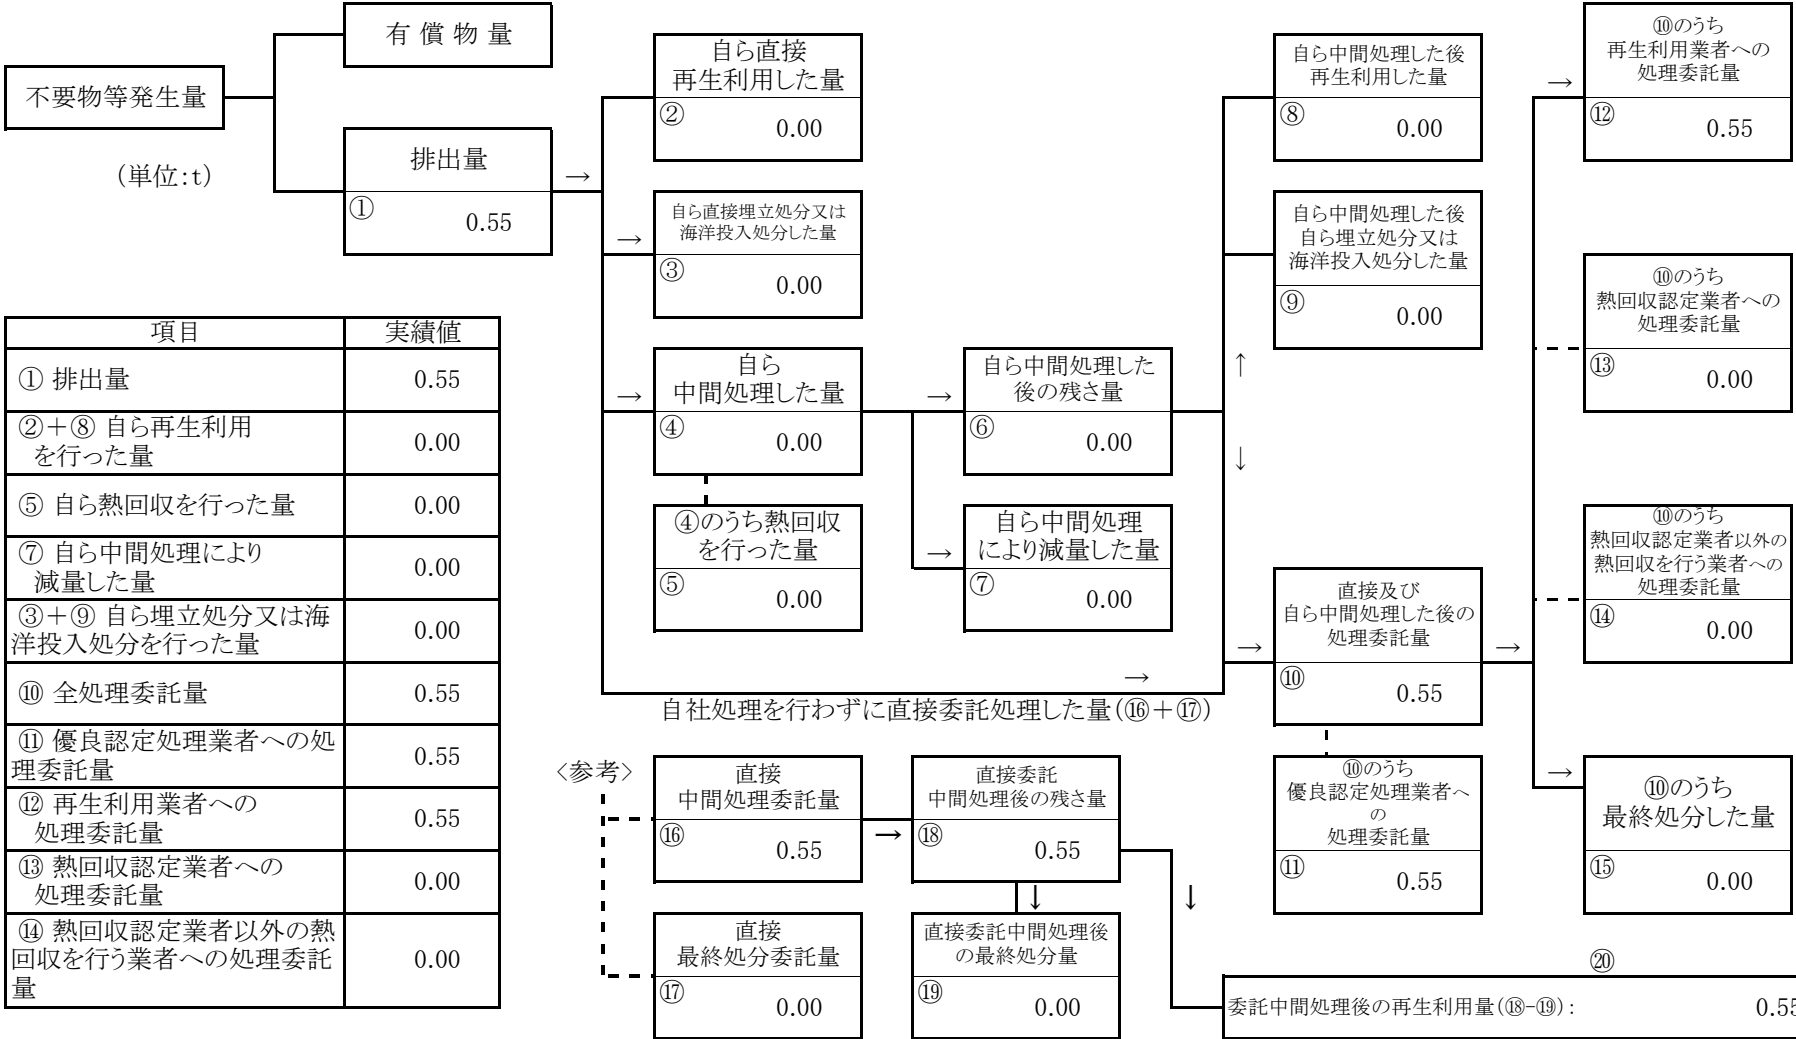 有 償 物 量
不要物等発生量
(単位:t)
排出量
①
0.55
→
自ら直接
再生利用した量
②
0.00
→
自ら直接埋立処分又は
海洋投入処分した量
③
0.00
→
自ら
中間処理した量
④
0.00
④のうち熱回収
を行った量
⑤
0.00
→
自ら中間処理した
後の残さ量
⑥
0.00
→
自ら中間処理
により減量した量
⑦
0.00
自ら中間処理した後
再生利用した量
⑧
0.00
自ら中間処理した後
自ら埋立処分又は
海洋投入処分した量
⑨
0.00
↑
↓
→
→
自社処理を行わずに直接委託処理した量(⑯+⑰)
直接及び
自ら中間処理した後の
処理委託量
⑩
0.55
⑩のうち
優良認定処理業者へ
の
処理委託量
⑪
0.55
→
→
⑩のうち
再生利用業者への
処理委託量
⑫
0.55
⑩のうち
熱回収認定業者への
処理委託量
⑬
0.00
⑩のうち
熱回収認定業者以外の
熱回収を行う業者への
処理委託量
⑭
0.00
→
⑩のうち
最終処分した量
⑮
0.00
項目 実績値
① 排出量 0.55
②+⑧ 自ら再生利用
を行った量
0.00
⑤ 自ら熱回収を行った量 0.00
⑦ 自ら中間処理により
減量した量
0.00
③+⑨ 自ら埋立処分又は海
洋投入処分を行った量
0.00
⑩ 全処理委託量 0.55
⑪ 優良認定処理業者への処
理委託量
0.55
⑫ 再生利用業者への
処理委託量
0.55
⑬ 熱回収認定業者への
処理委託量
0.00
⑭ 熱回収認定業者以外の熱
回収を行う業者への処理委託
量
0.00
<参考>
直接
中間処理委託量
⑯
0.55
→
直接委託
中間処理後の残さ量
⑱
0.55
↓
↓
直接
最終処分委託量
⑰
0.00
直接委託中間処理後
の最終処分量
⑲
0.00
⑳
委託中間処理後の再生利用量(⑱-⑲): 0.55